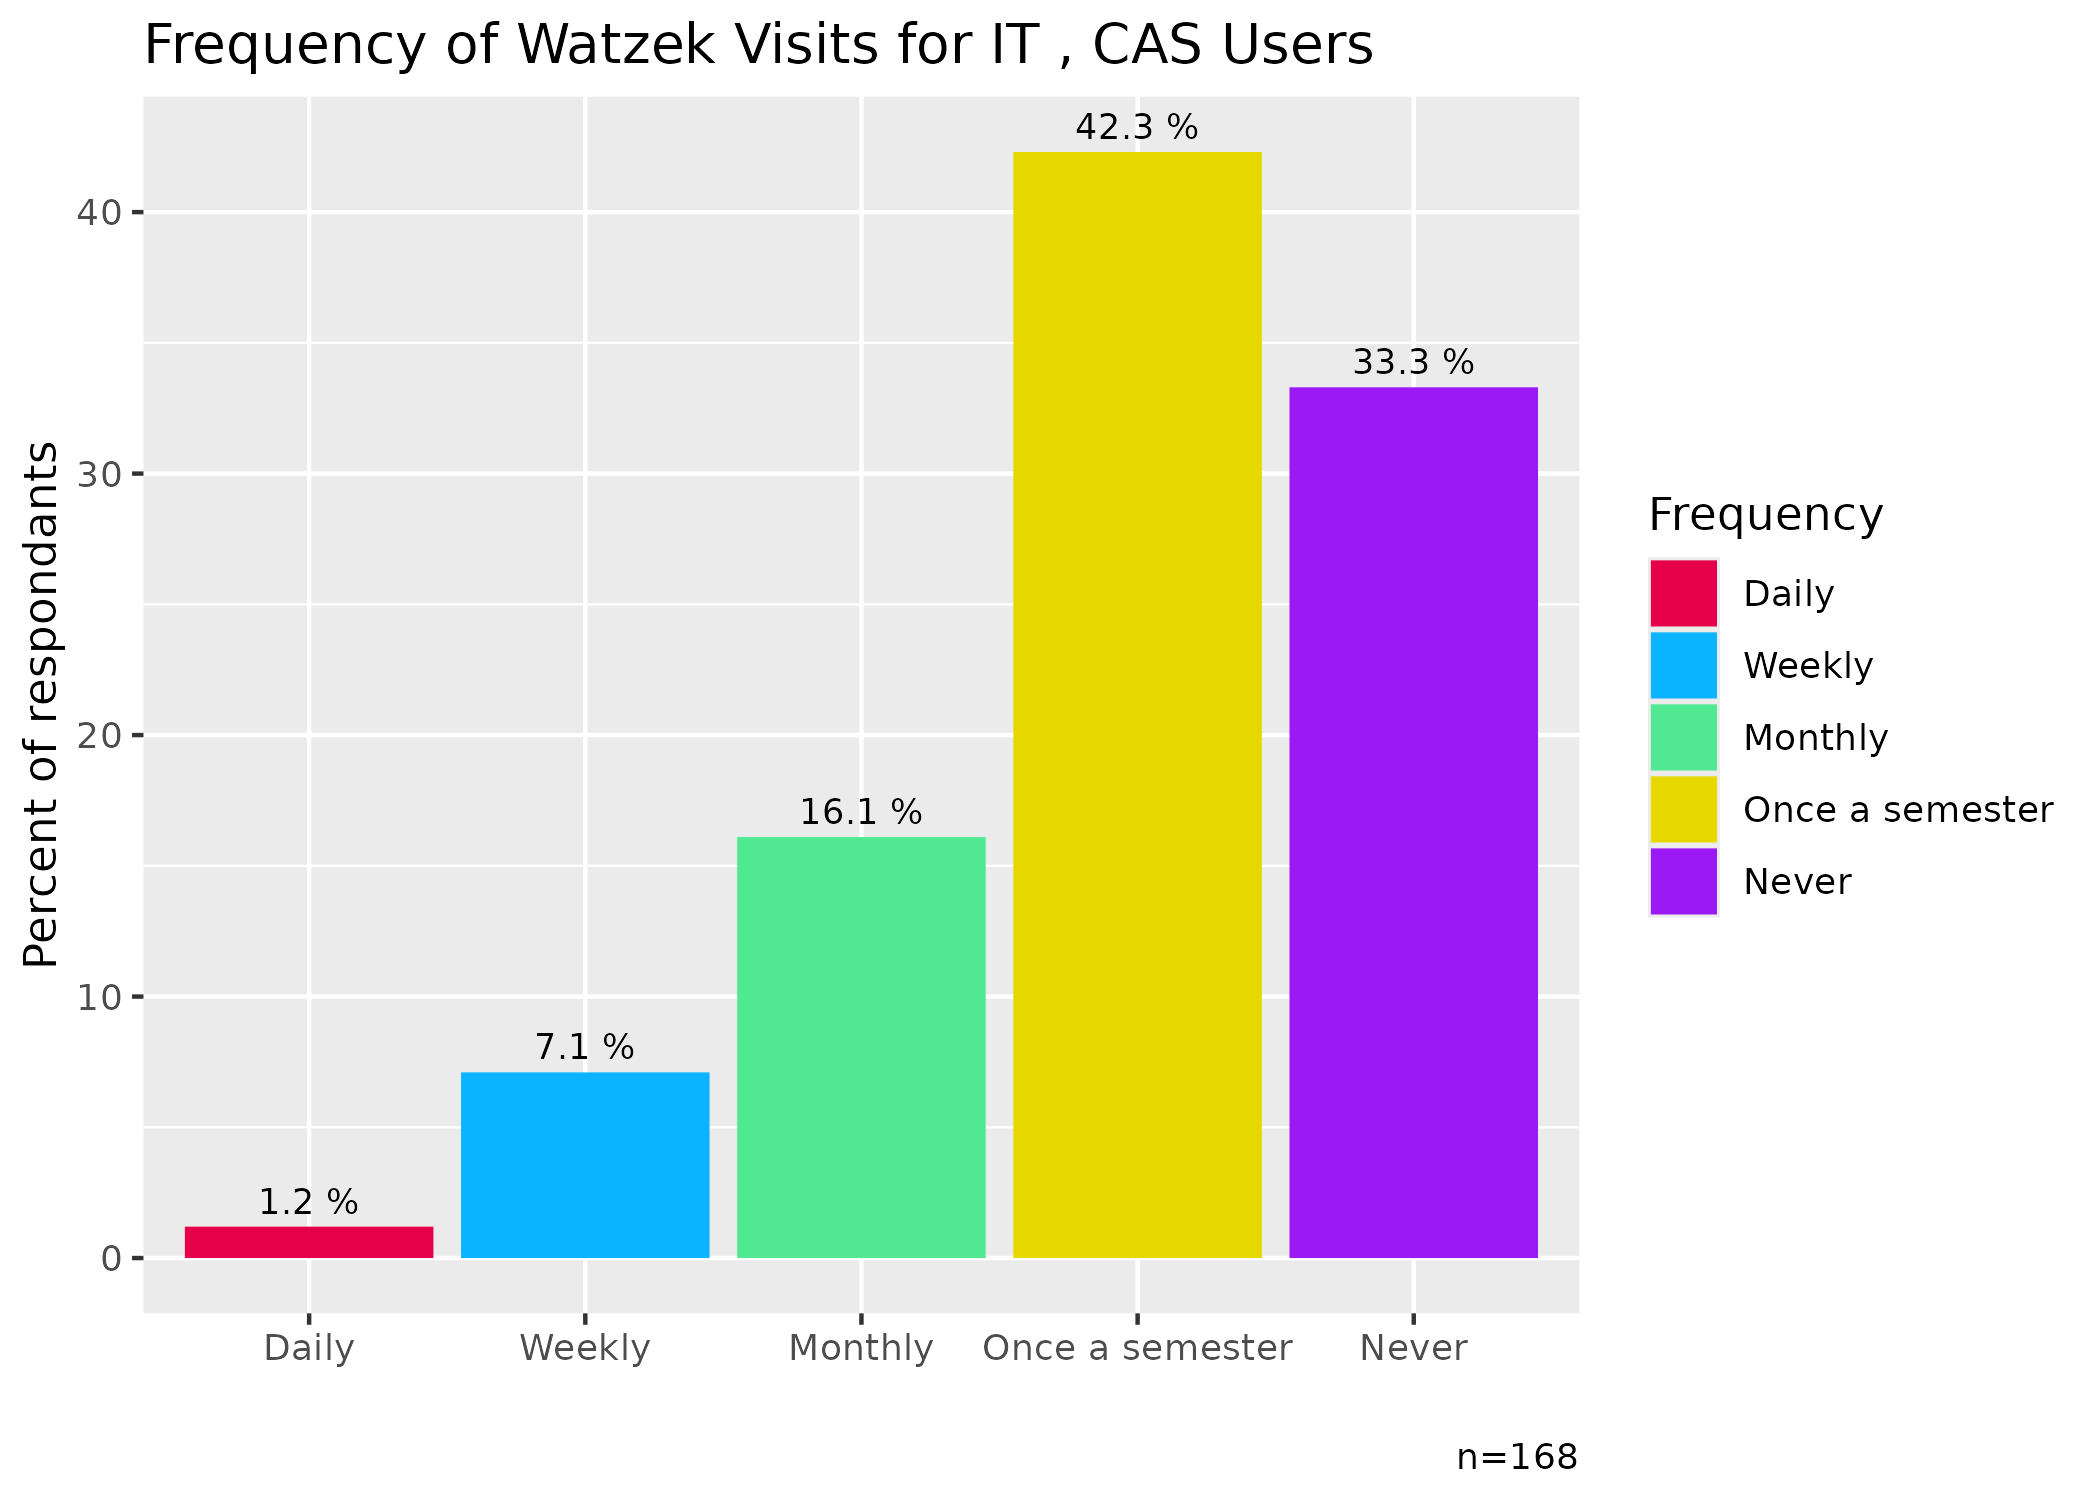 Frequency of Watzek Visits for IT , CAS Users
Percent of respondants
40
30
20
10
0
1.2 %
7.1 %
16.1 %
42.3 %
33.3 %
Daily
Weekly
Monthly
Once a semester
Never
Frequency
Daily
Weekly
Monthly
Once a semester
Never
n=168